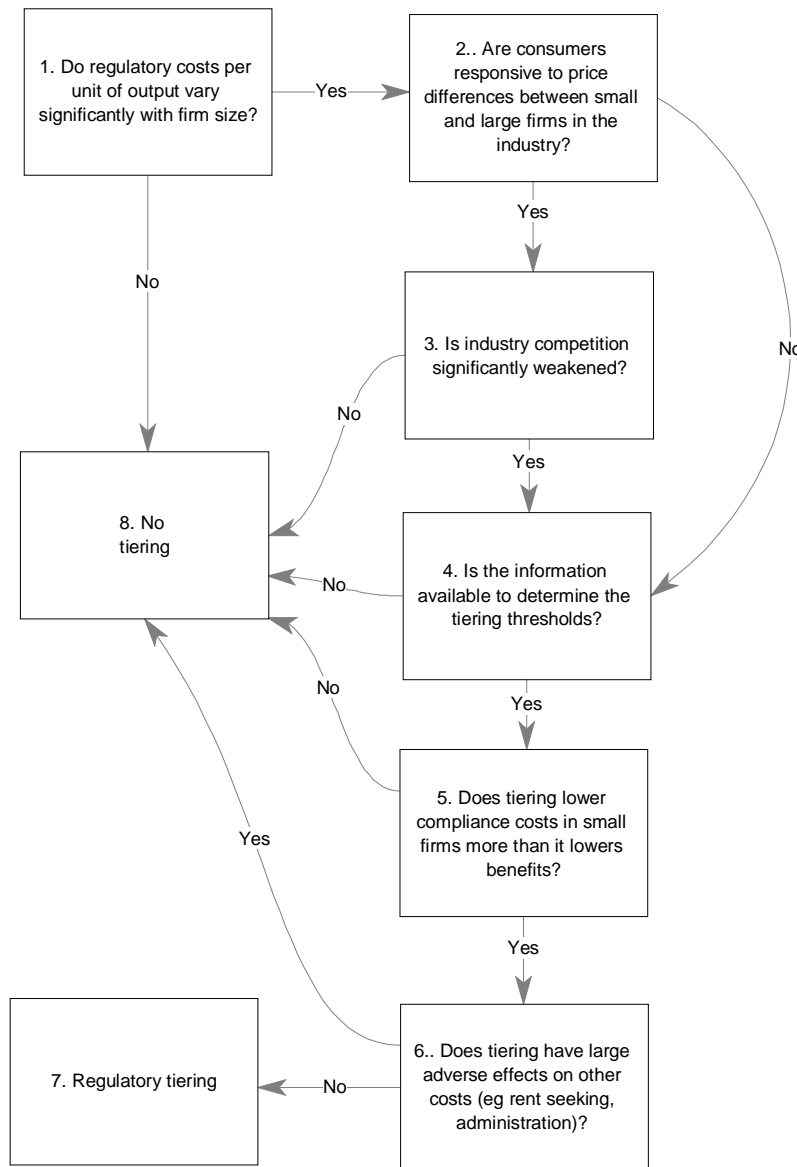 1. Do regulatory costs per
unit of output vary
significantly with firm size?
Yes
2.. Are consumers
responsive to price
differences between small
and large firms in the
industry?
Yes
No
No
3. Is industry competition
significantly weakened?
No
Yes
8. No
tiering
4. Is the information
available to determine the
tiering thresholds?
No
Yes
No
5. Does tiering lower
compliance costs in small
firms more than it lowers
benefits?
Yes
Yes
6.. Does tiering have large
adverse effects on other
costs (eg rent seeking,
administration)?
No
7. Regulatory tiering